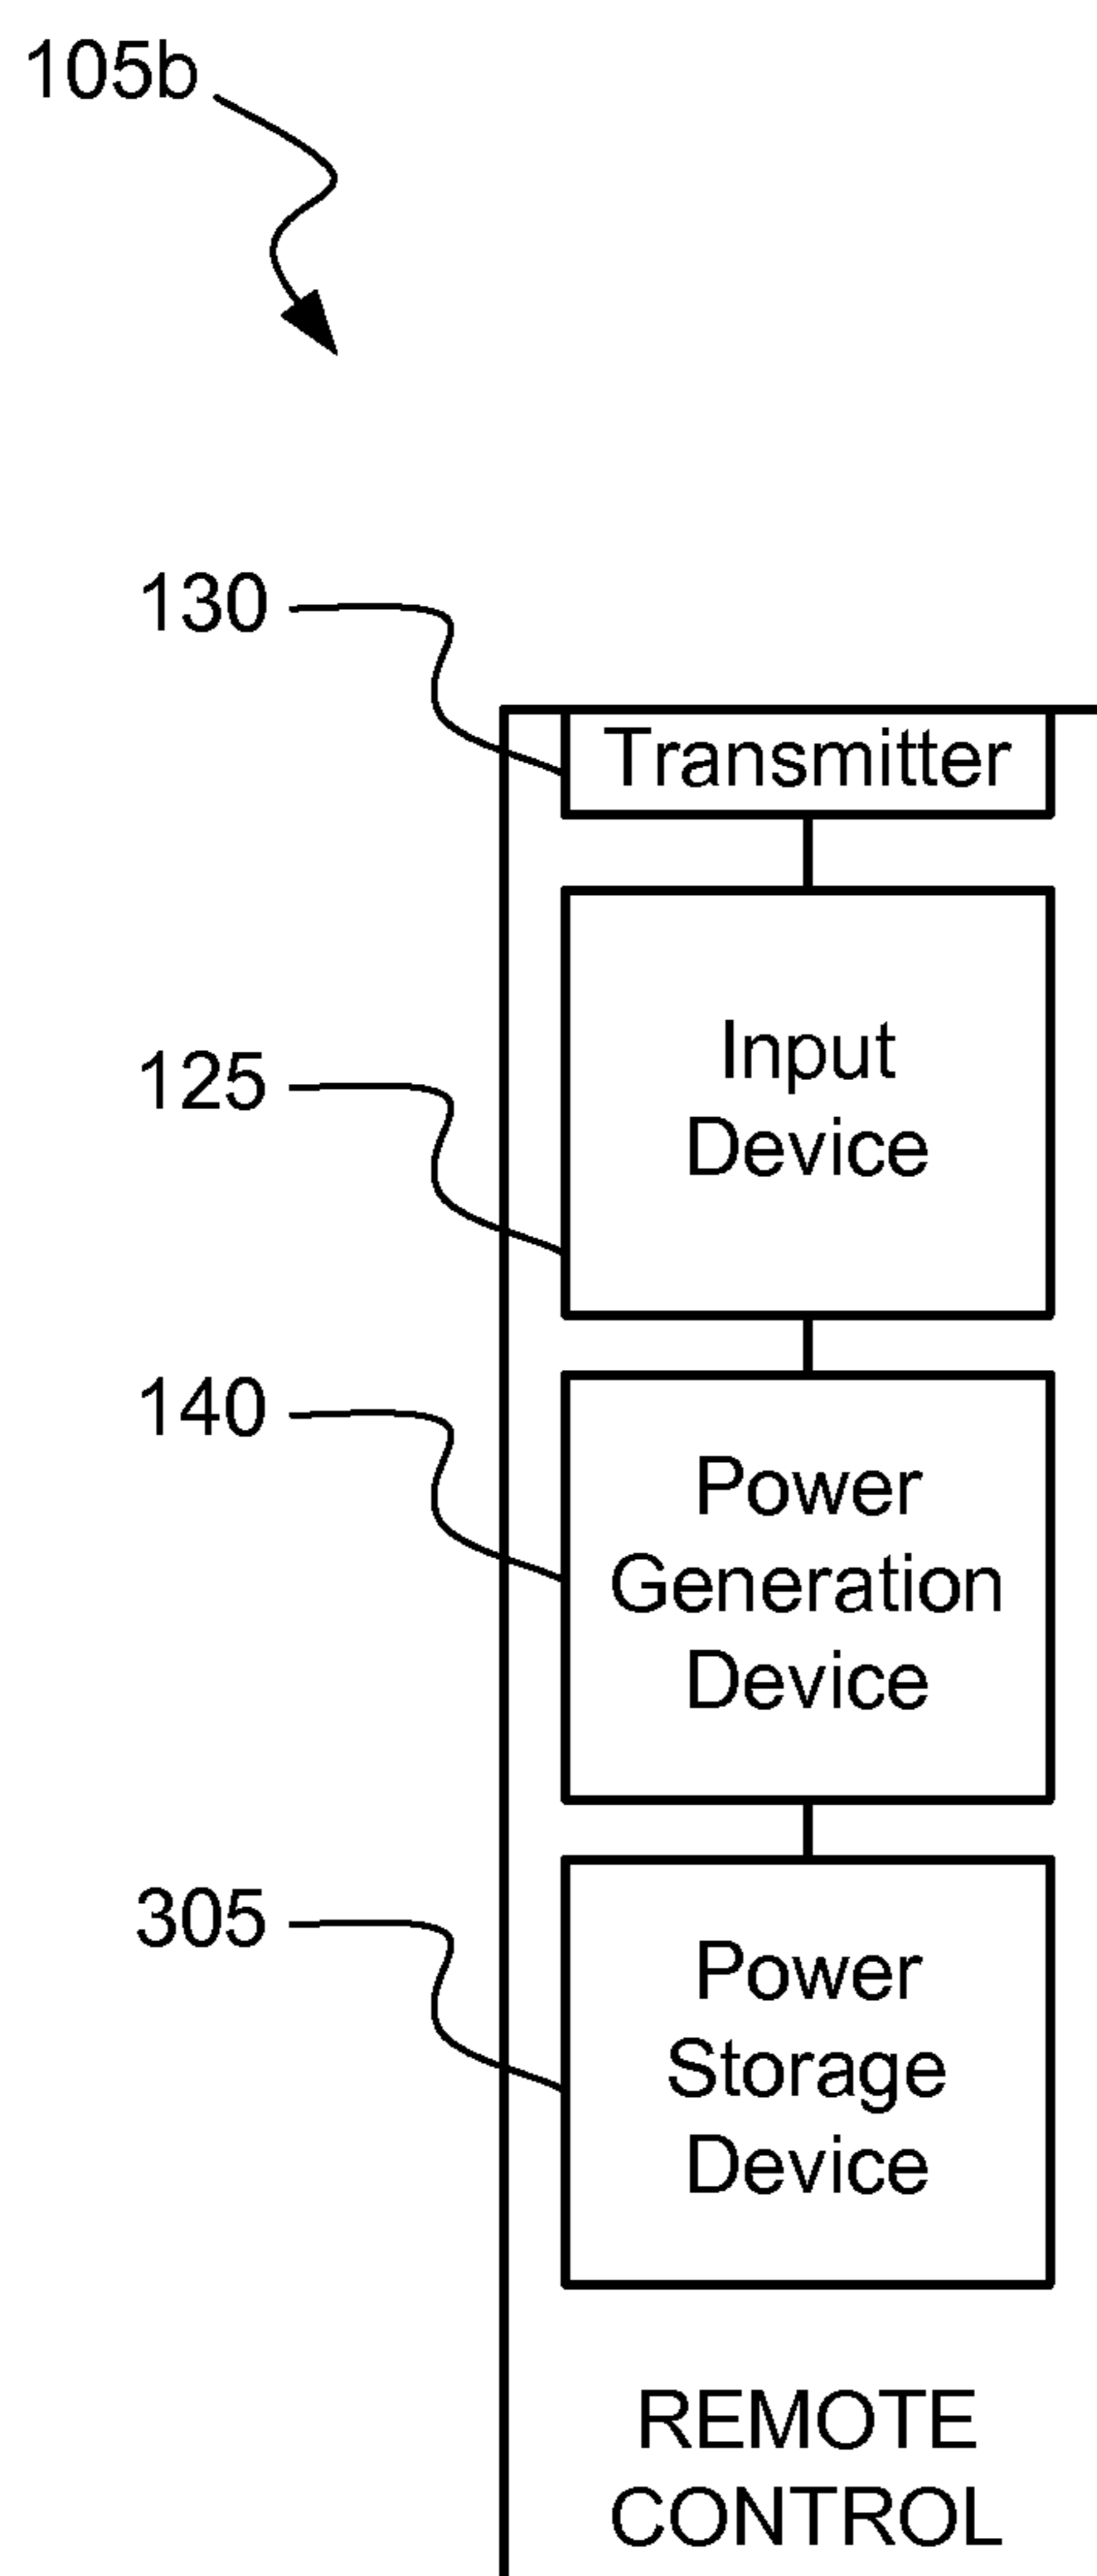 105b
130
Transmitter
125
Input
Device
140
Power
Generation
Device
305
Power
Storage
Device
REMOTE
CONTROL